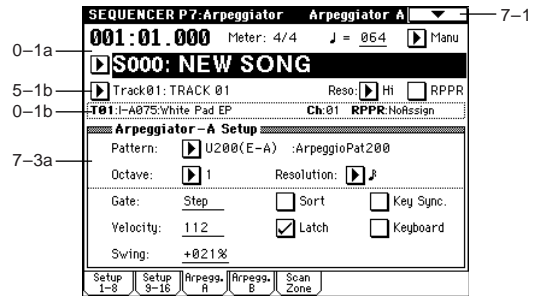 SEQUENCER P7:Arpeggiator Arpeggiator A
7–1
001:01.000 Meter: 4/4 ♩ = 064 Manu
0–1a
S000: NEW SONG
5–1b
Track01: TRACK 01 Reso: Hi RPPR
0–1b
T01:I-A075:White Pad EP Ch:01 RPPR:NoAssign
Arpeggiator-A Setup
7–3a
Pattern: U200(E-A) :ArpeggioPat200
Octave: 1 Resolution: ♪
Gate: Step Sort Key Sync.
Velocity: 112 Latch Keyboard
Swing: +021%
Setup 1-8 Setup 9-16 Arpegg. A Arpegg. B Scan Zone